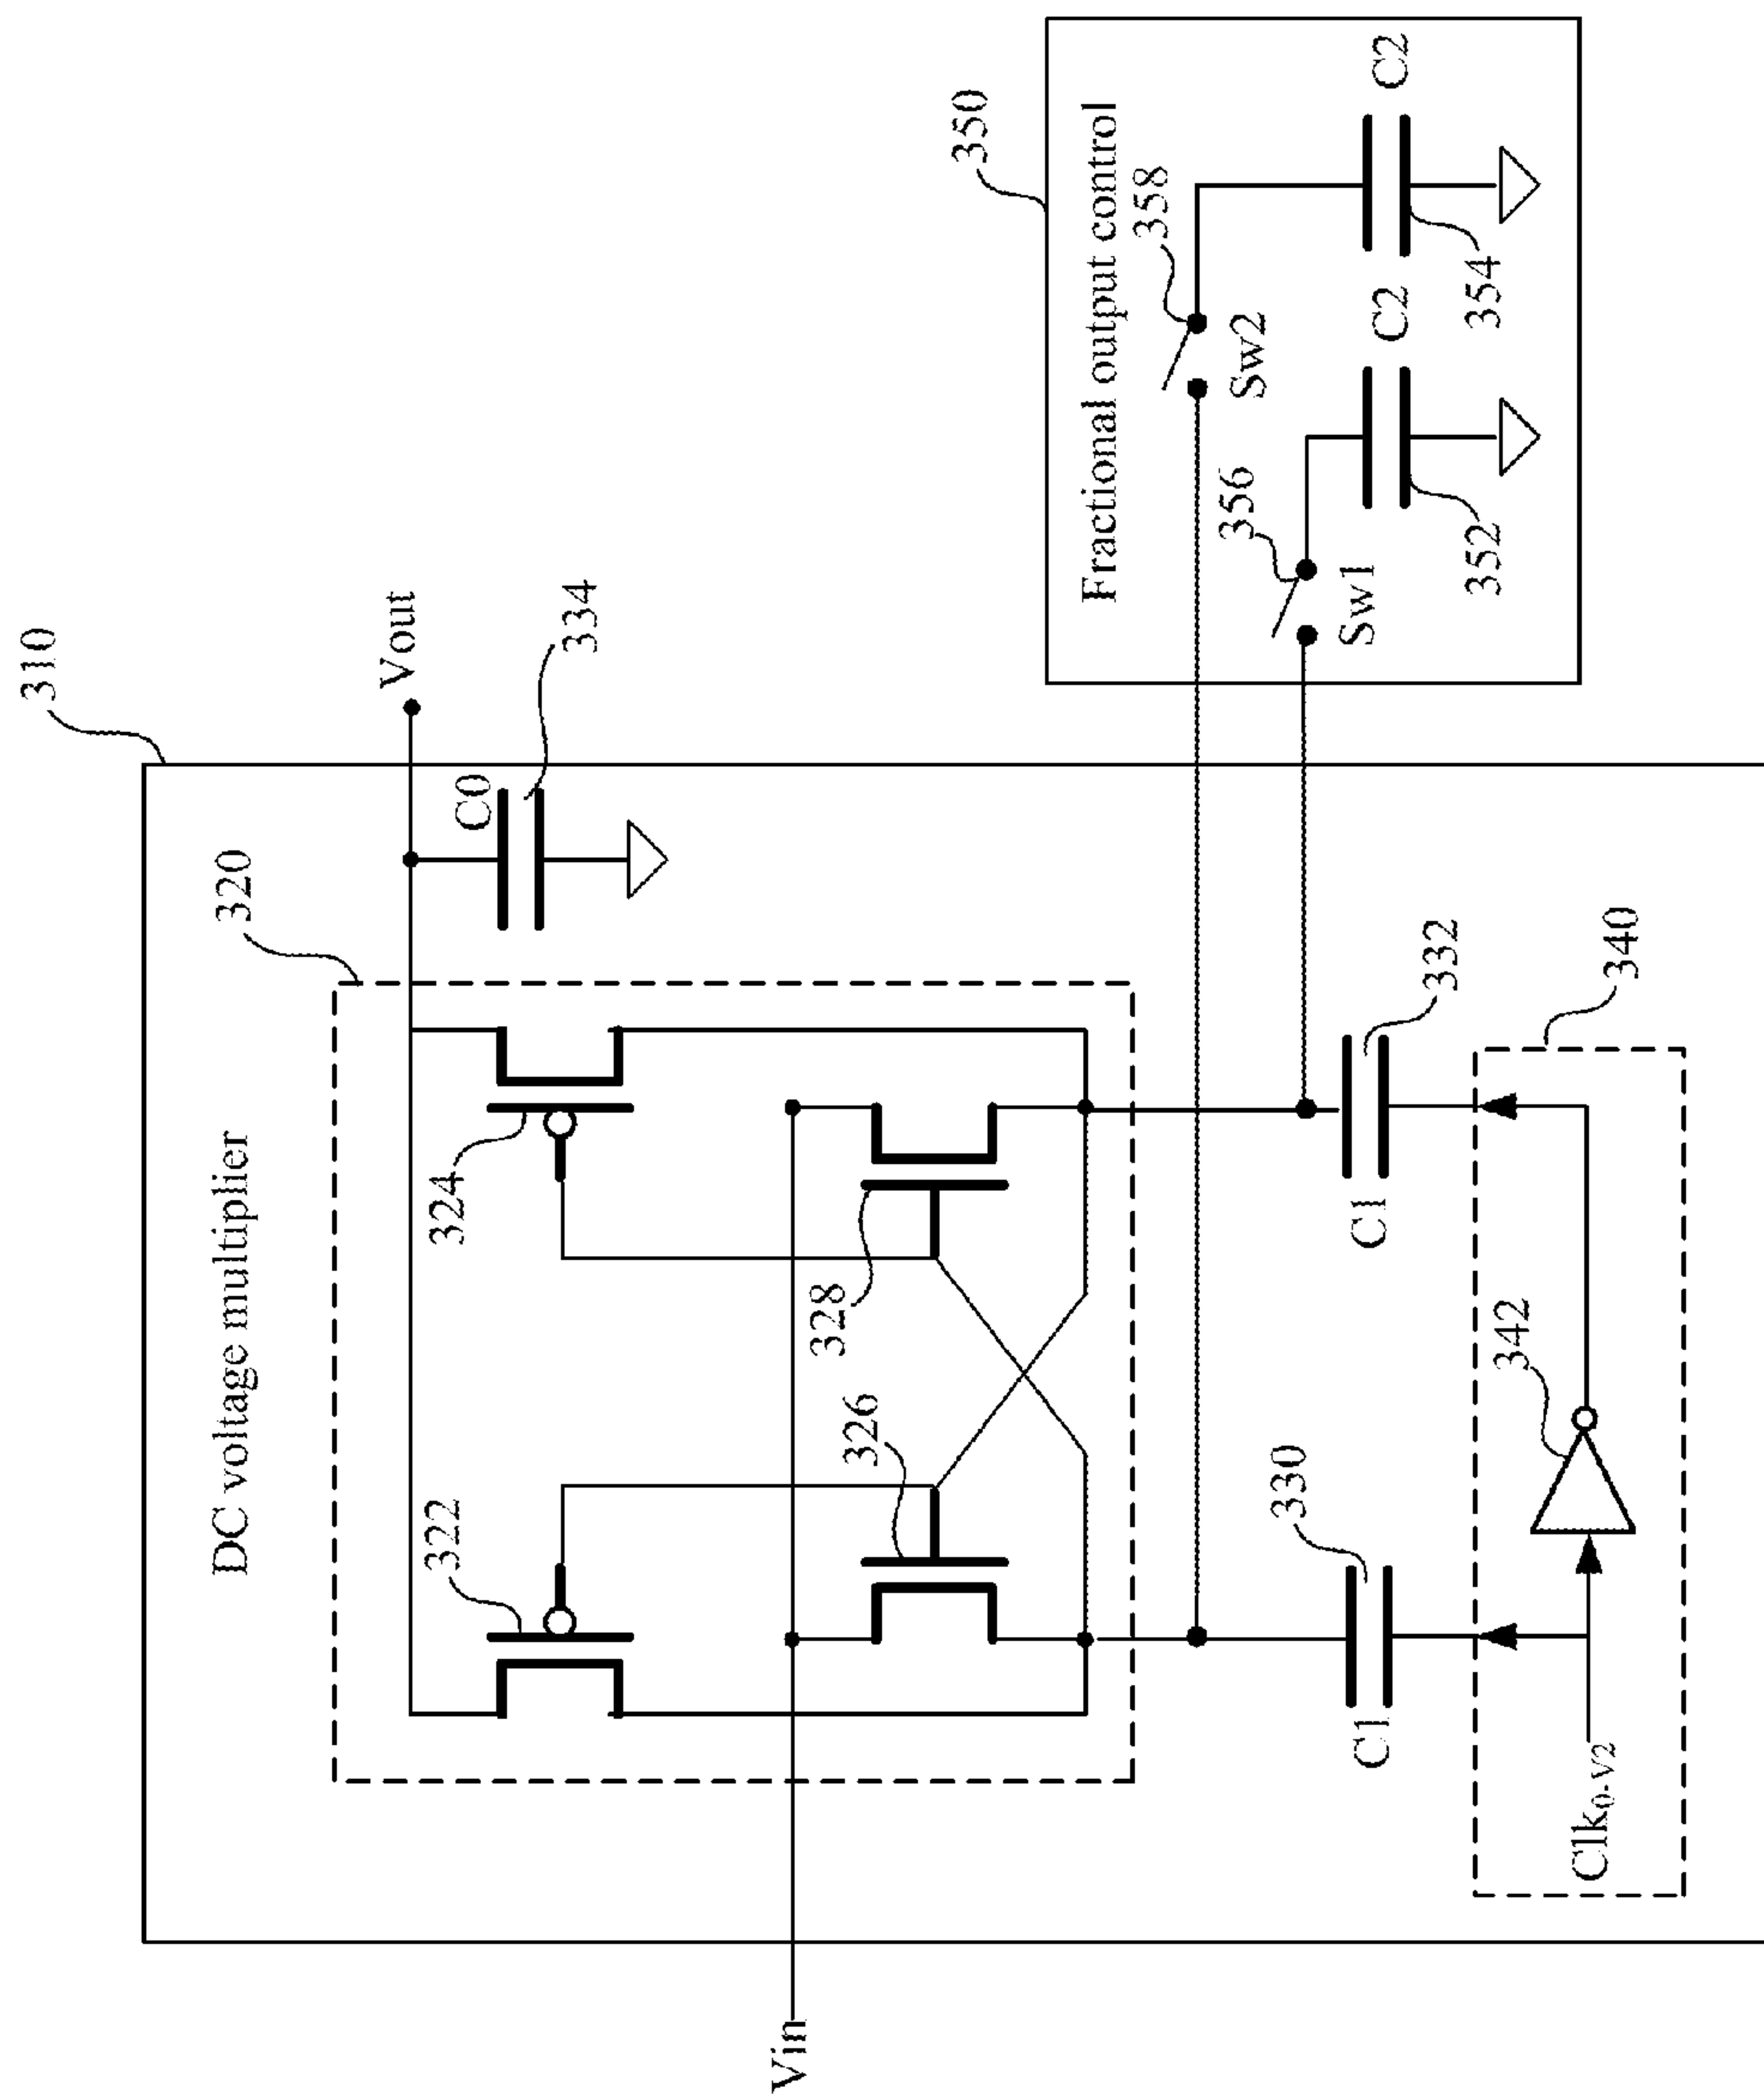 310
DC voltage multiplier
320
Vout
C0
334
322
324
326
328
Vin
330
C1
332
C1
340
342
Clk0-V2
350
Fractional output control
358
Sw2
356
Sw1
C2
352
C2
354